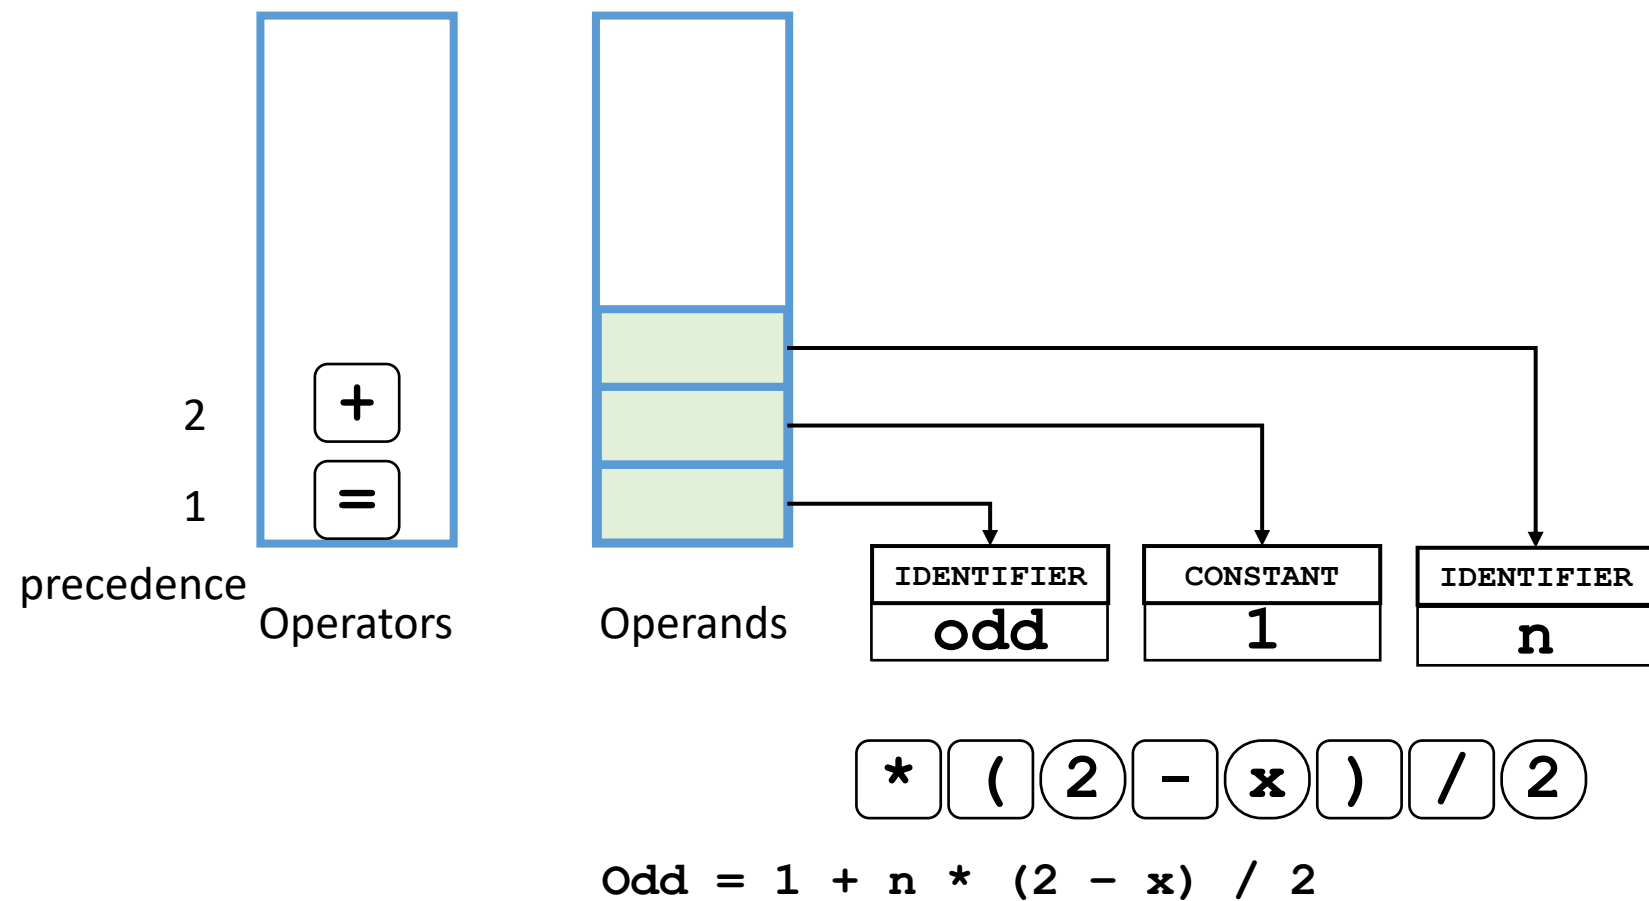 +
2
=
1
precedence
Operators
Operands
IDENTIFIER
odd
CONSTANT
1
IDENTIFIER
n
* ( 2 - x ) / 2
Odd = 1 + n * (2 – x) / 2